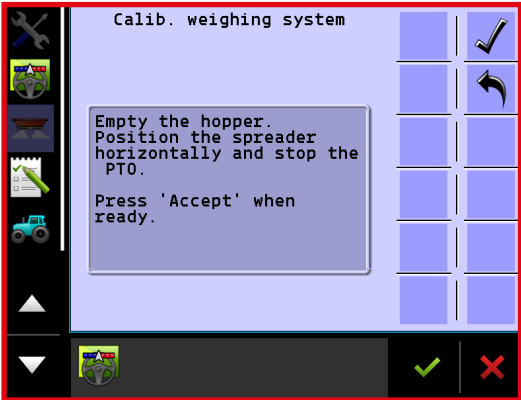 Calib. weighing system
Empty the hopper.
Position the spreader
horizontally and stop the
PTO.
Press 'Accept' when
ready.